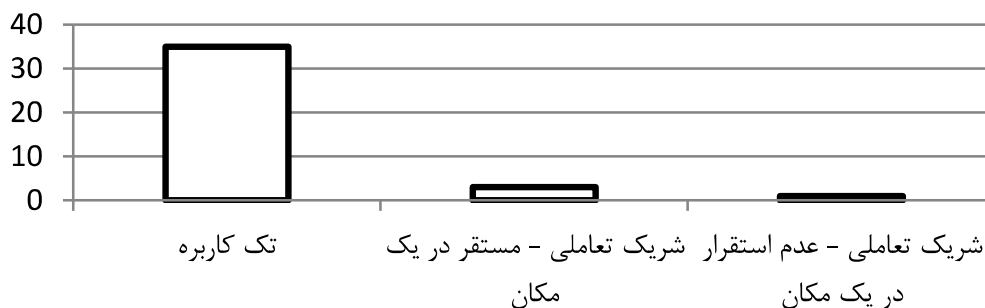 40
30
20
10
0
تک کاربره
شریک تعاملی - مستقر در یک
مکان
شریک تعاملی - عدم استقرار
در یک مکان